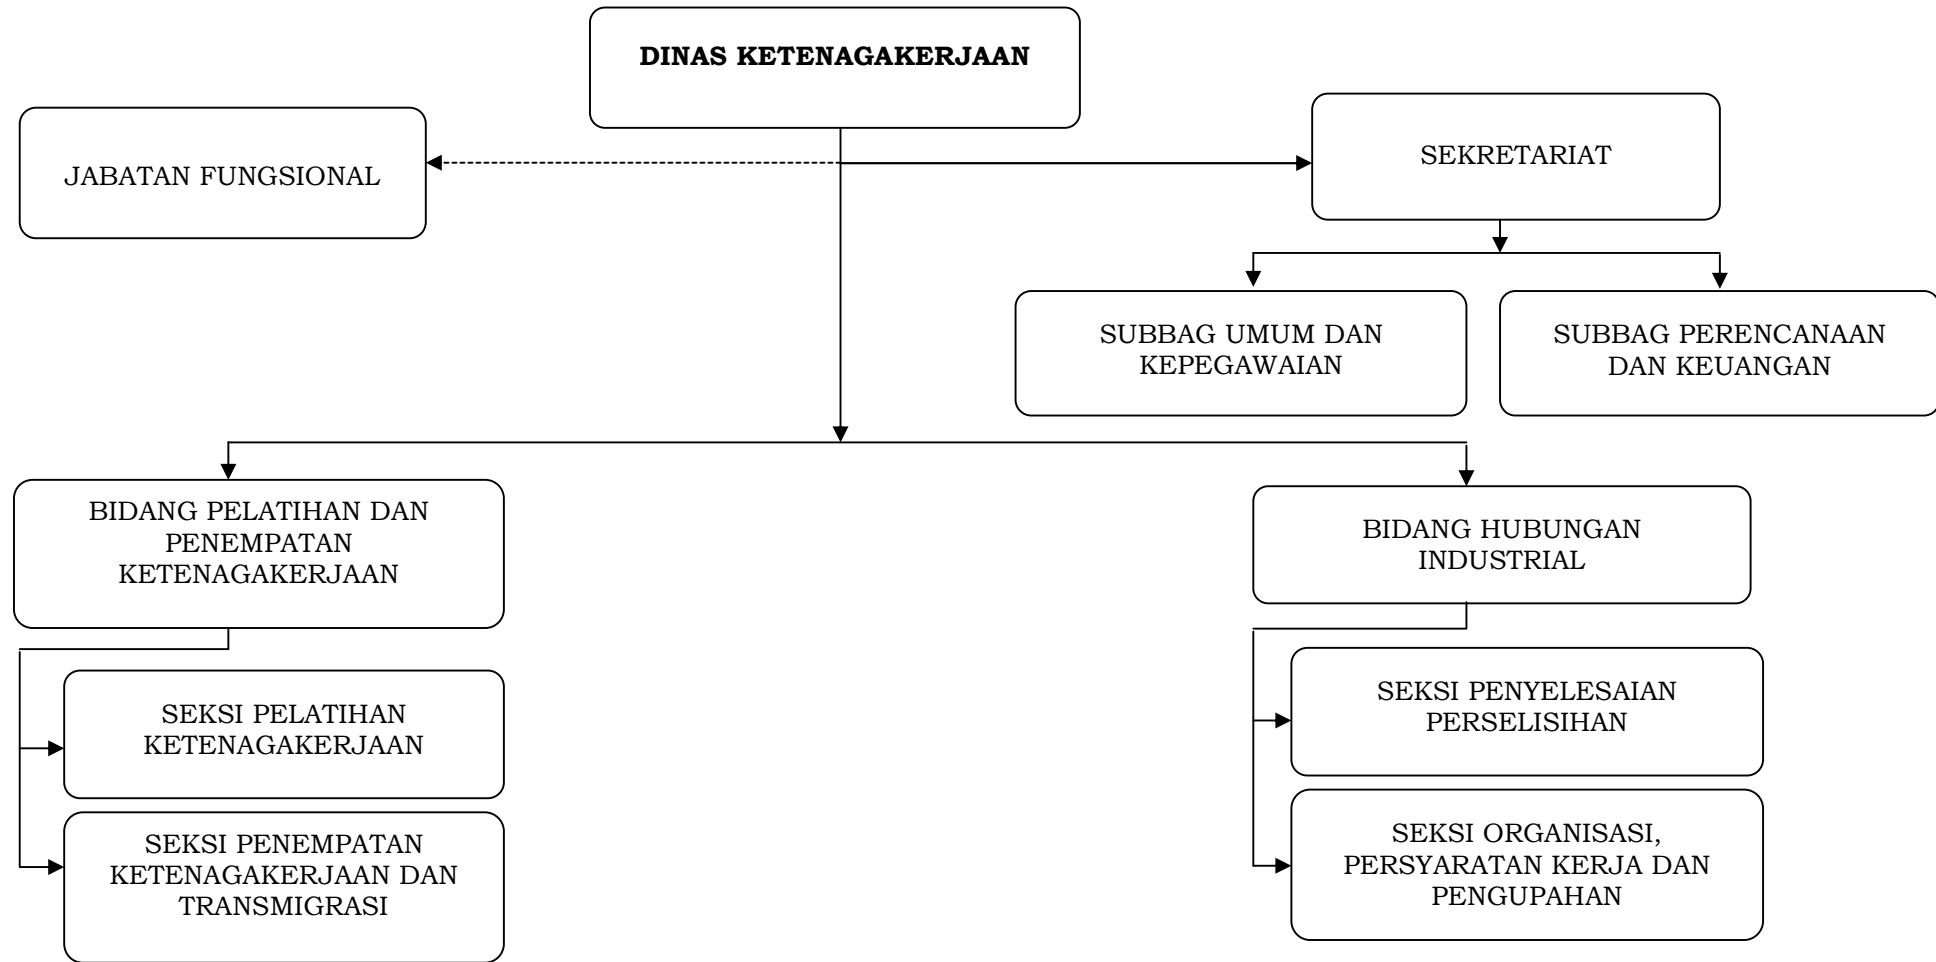 DINAS KETENAGAKERJAAN
JABATAN FUNGSIONAL
SEKRETARIAT
SUBBAG UMUM DAN
KEPEGAWAIAN
SUBBAG PERENCANAAN
DAN KEUANGAN
BIDANG PELATIHAN DAN
PENEMPATAN
KETENAGAKERJAAN
BIDANG HUBUNGAN
INDUSTRIAL
SEKSI PELATIHAN
KETENAGAKERJAAN
SEKSI PENEMPATAN
KETENAGAKERJAAN DAN
TRANSMIGRASI
SEKSI PENYELESAIAN
PERSELISIHAN
SEKSI ORGANISASI,
PERSYARATAN KERJA DAN
PENGUPAHAN